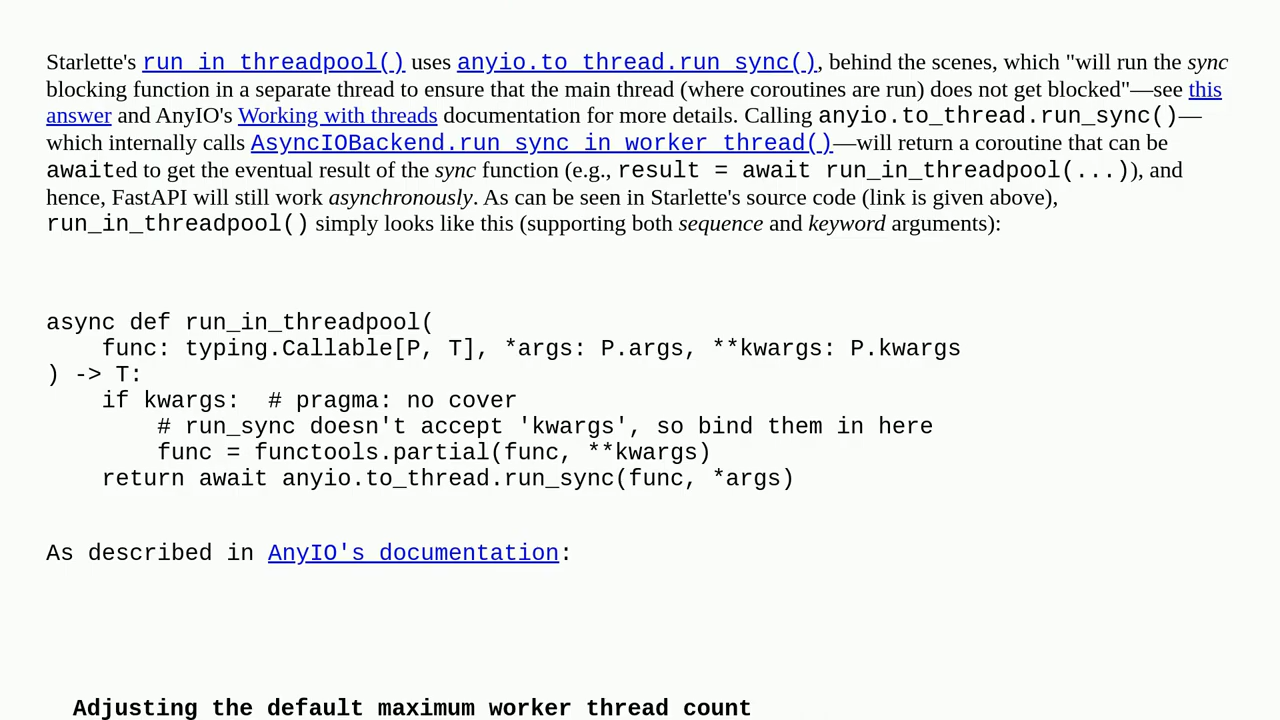 Starlette's run_in_threadpool() uses anyio.to_thread.run_sync(), behind the scenes, which "will run the sync
blocking function in a separate thread to ensure that the main thread (where coroutines are run) does not get blocked"—see this
answer and AnyIO's Working with threads documentation for more details. Calling anyio.to_thread.run_sync()—
which internally calls AsyncIOBackend.run_sync_in_worker_thread()—will return a coroutine that can be
awaited to get the eventual result of the sync function (e.g., result = await run_in_threadpool(...)), and
hence, FastAPI will still work asynchronously. As can be seen in Starlette's source code (link is given above),
run_in_threadpool() simply looks like this (supporting both sequence and keyword arguments):
async def run_in_threadpool(
    func: typing.Callable[P, T], *args: P.args, **kwargs: P.kwargs
) -> T:
    if kwargs:  # pragma: no cover
        # run_sync doesn't accept 'kwargs', so bind them in here
        func = functools.partial(func, **kwargs)
    return await anyio.to_thread.run_sync(func, *args)
As described in AnyIO's documentation:
Adjusting the default maximum worker thread count